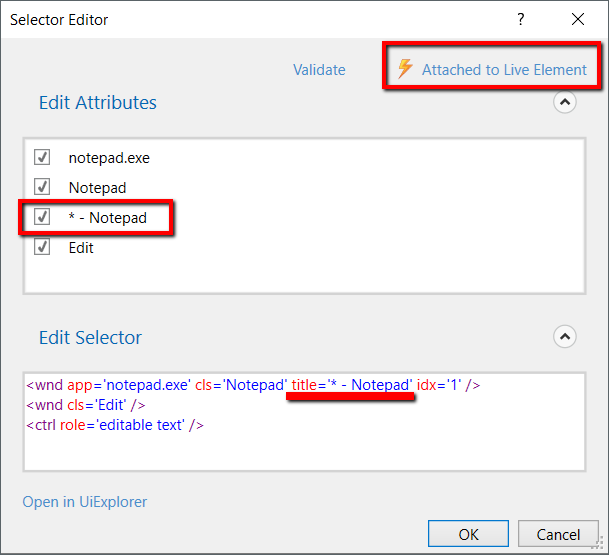 Selector Editor
?
Validate
Attached to Live Element
Edit Attributes
notepad.exe
Notepad
* - Notepad
Edit
Edit Selector
<wnd app='notepad.exe' cls='Notepad' title='* - Notepad' idx='1' />
<wnd cls='Edit' />
<ctrl role='editable text' />
Open in UiExplorer
OK
Cancel